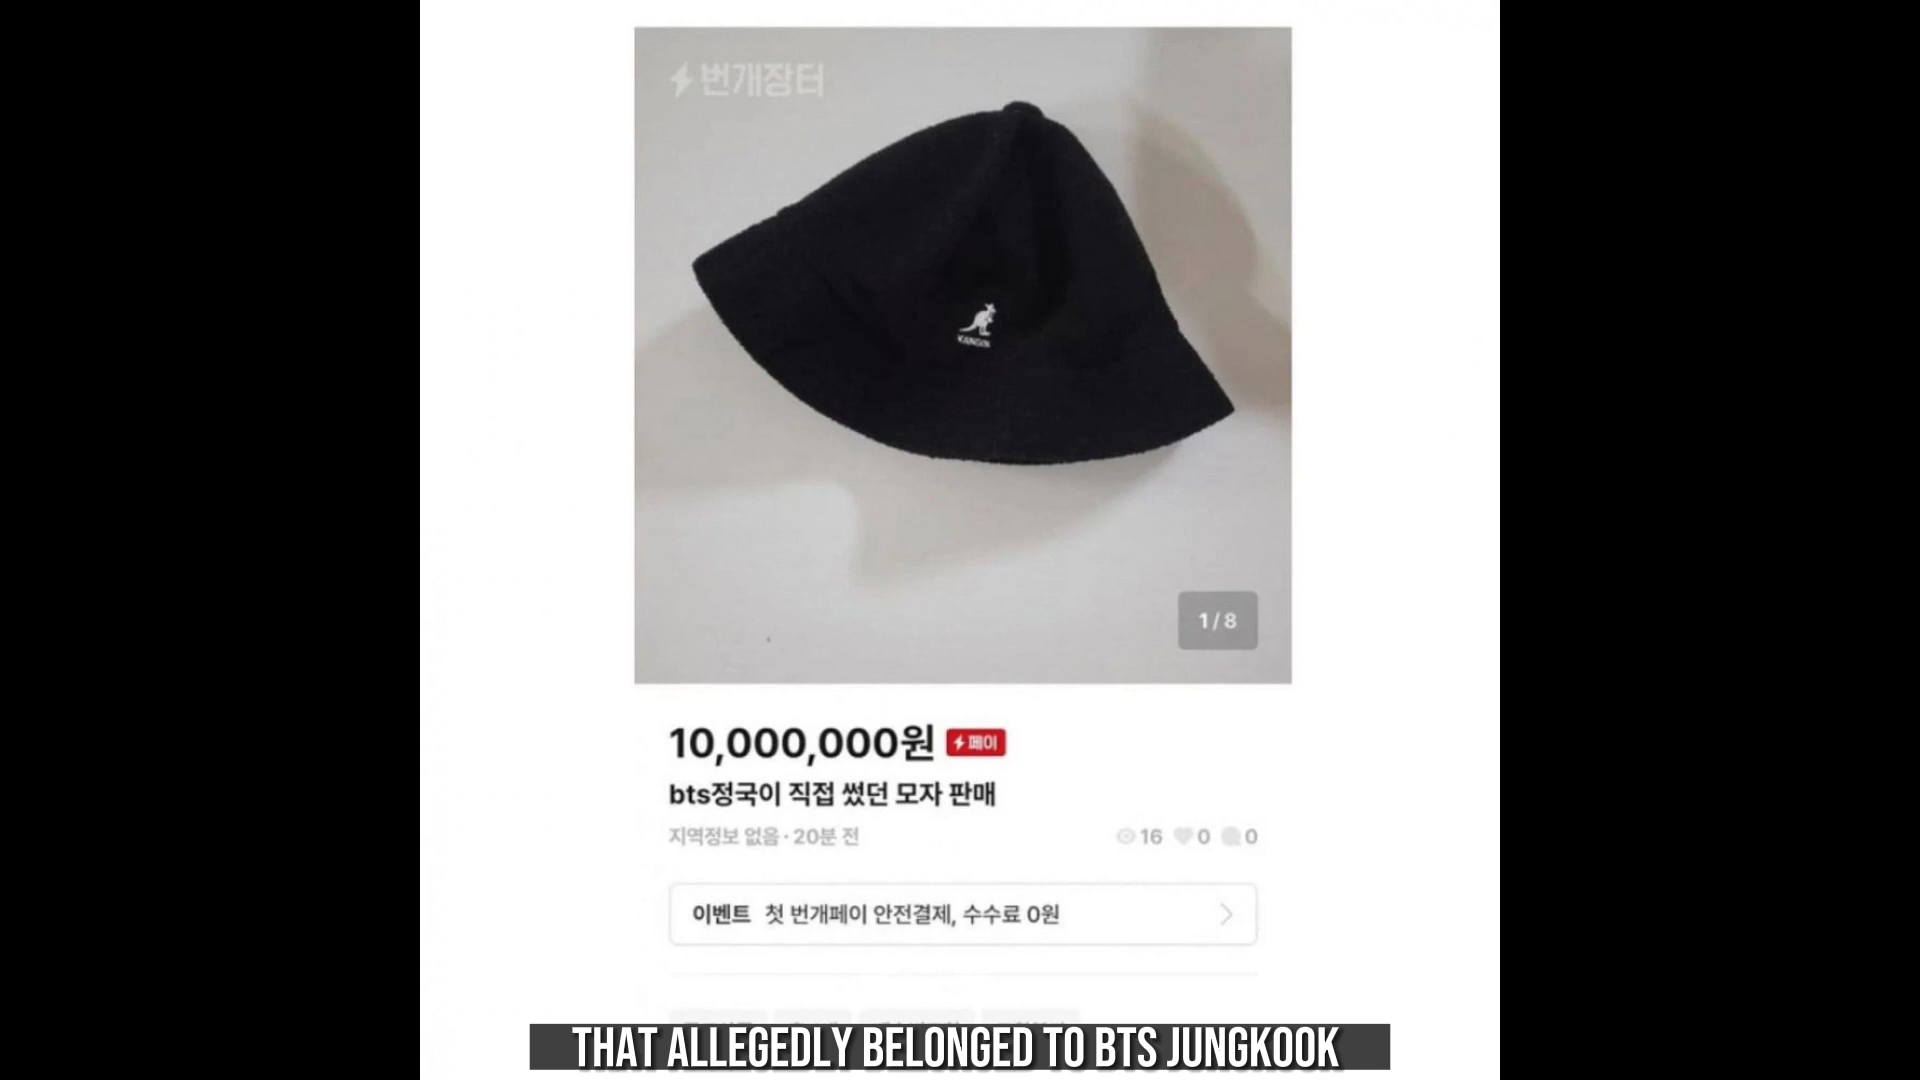 번개장터
KANGOL
1/8
10,000,000원 페이
bts정국이 직접 썼던 모자 판매
지역정보 없음 · 20분 전 16 0 0
이벤트 첫 번개페이 안전결제, 수수료 0원
THAT ALLEGEDLY BELONGED TO BTS JUNGKOOK